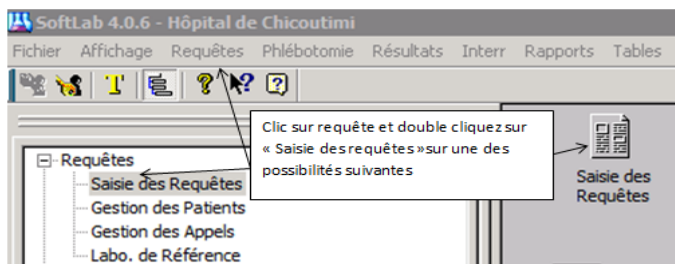 SoftLab 4.0.6 - Hôpital de Chicoutimi
Fichier Affichage Requêtes Phlébotomie Résultats Interr Rapports Tables
T
Clic sur requête et double cliquez sur
« Saisie des requêtes »sur une des
possibilités suivantes
Requêtes
Saisie des Requêtes
Gestion des Patients
Gestion des Appels
Labo. de Référence
Saisie des
Requêtes